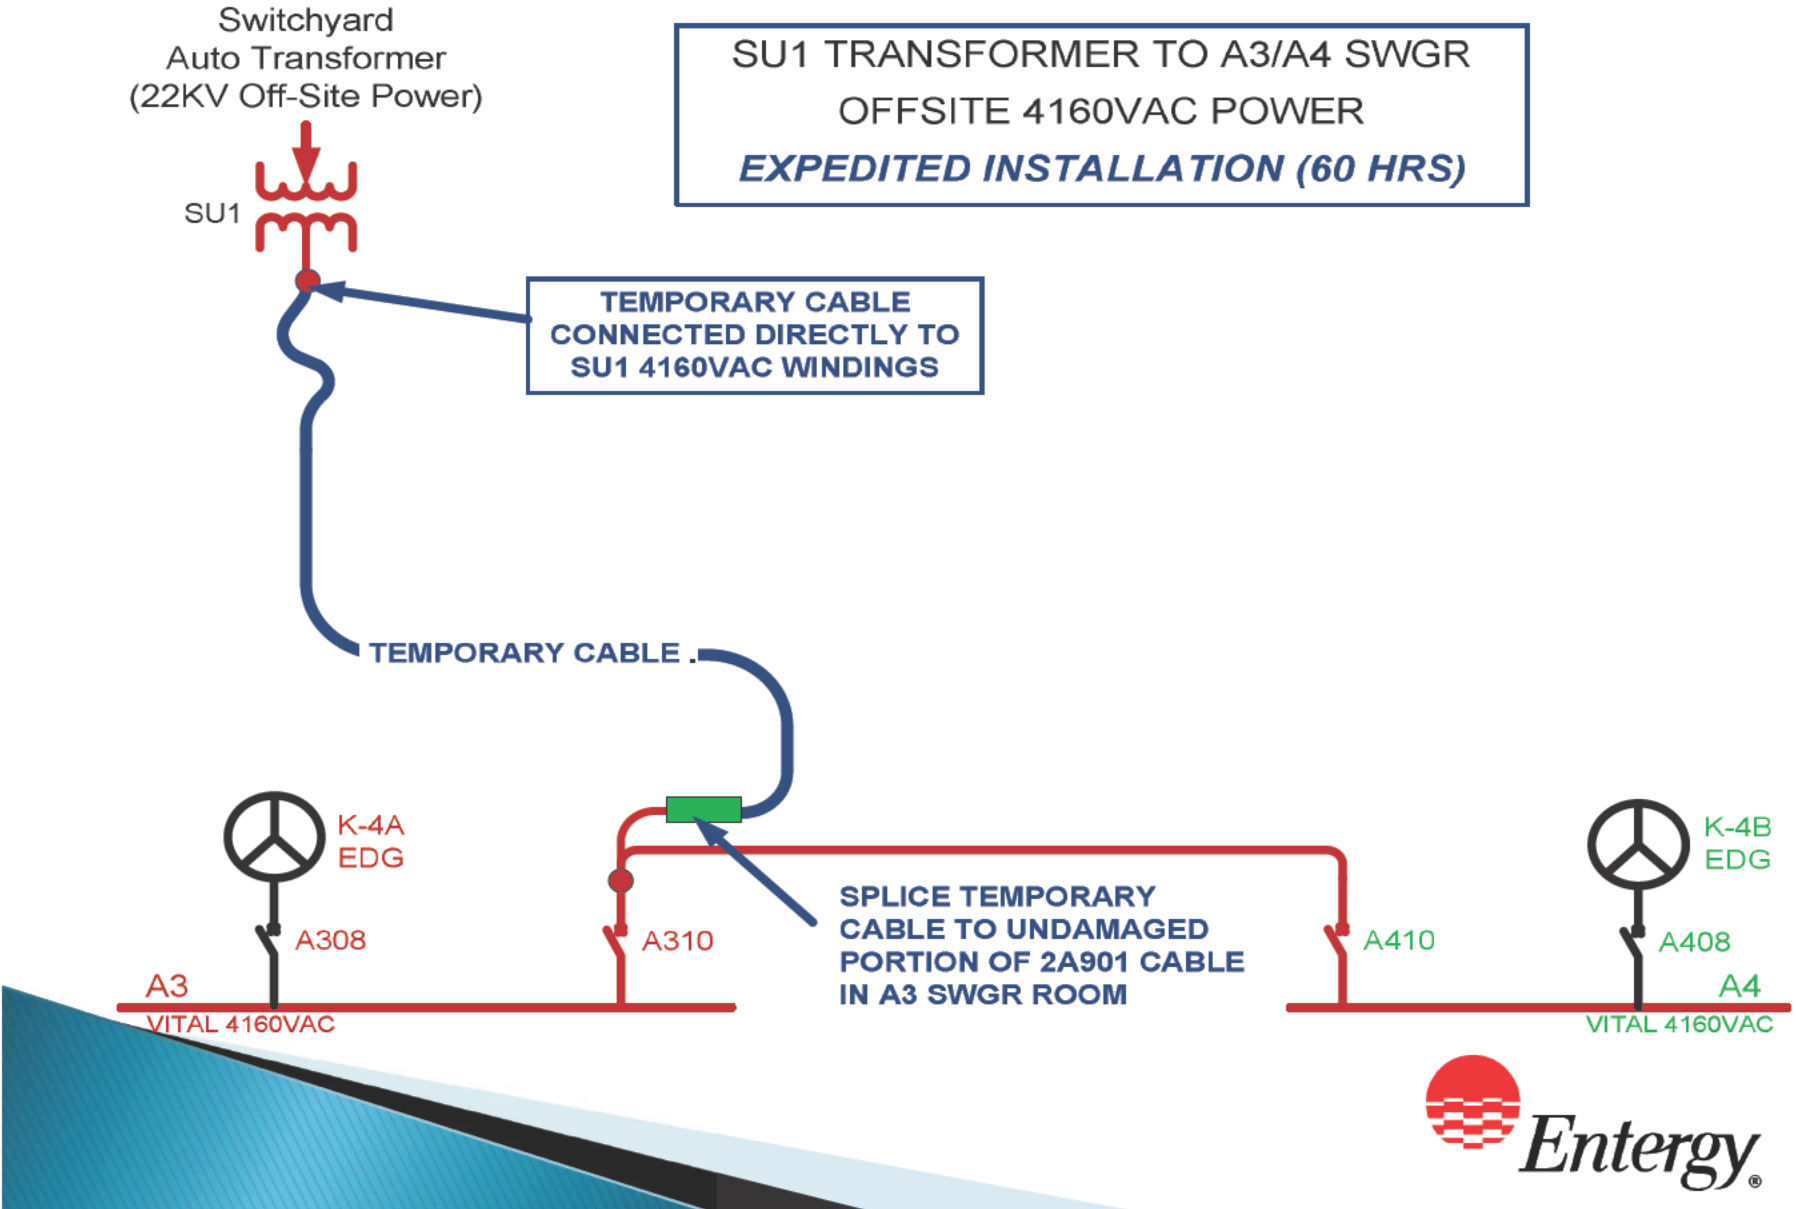 Switchyard
Auto Transformer
(22KV Off-Site Power)
SU1 TRANSFORMER TO A3/A4 SWGR
OFFSITE 4160VAC POWER
EXPEDITED INSTALLATION (60 HRS)
SU1
TEMPORARY CABLE
CONNECTED DIRECTLY TO
SU1 4160VAC WINDINGS
TEMPORARY CABLE .
K-4A
EDG
K-4B
EDG
SPLICE TEMPORARY
CABLE TO UNDAMAGED
PORTION OF 2A901 CABLE
IN A3 SWGR ROOM
A308
A310
A410
A408
A3
VITAL 4160VAC
A4
VITAL 4160VAC
Entergy®